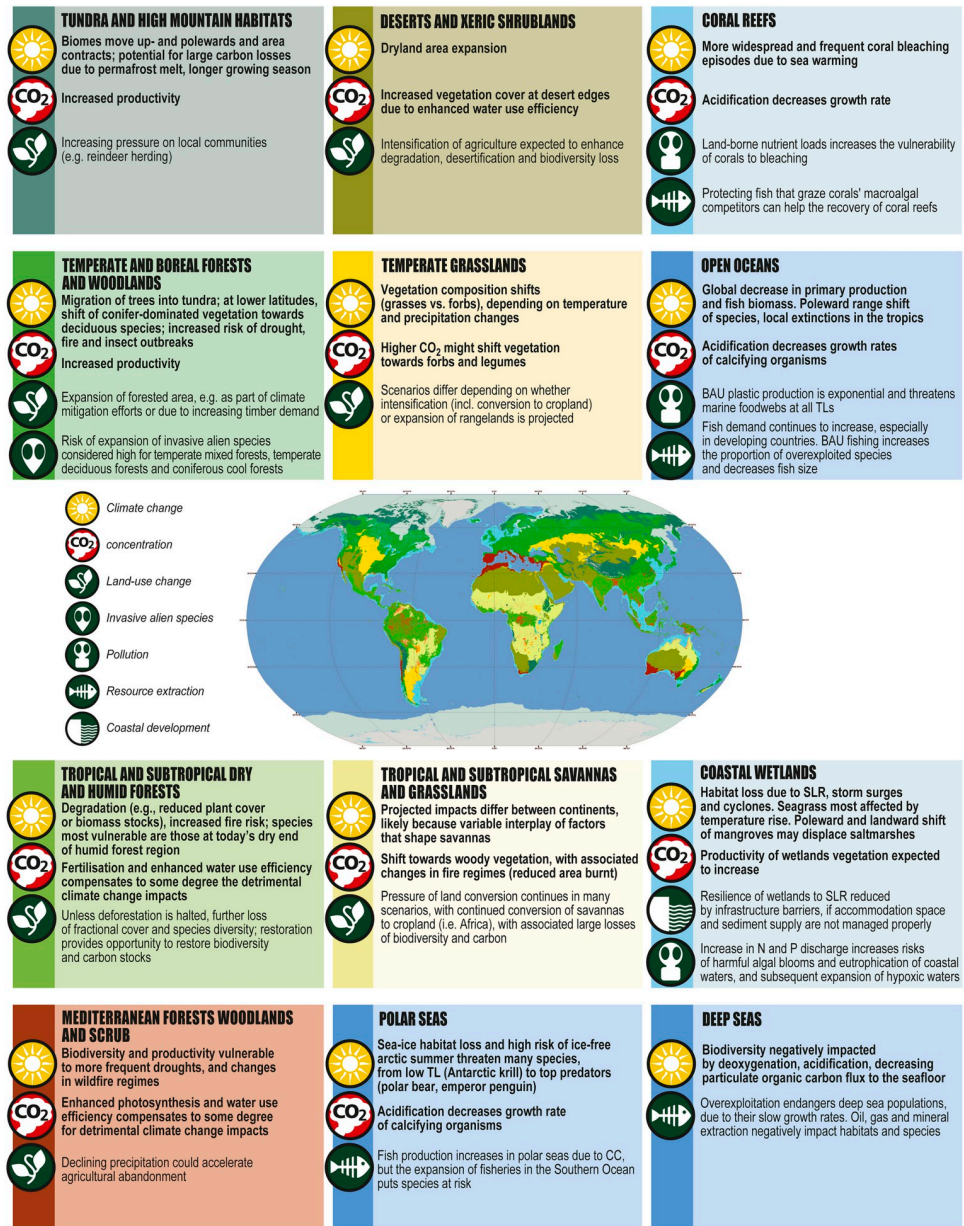 TUNDRA AND HIGH MOUNTAIN HABITATS
Biomes move up- and polewards and area
contracts; potential for large carbon losses
due to permafrost melt, longer growing season
CO2
Increased productivity
Increasing pressure on local communities
(e.g. reindeer herding)
DESERTS AND XERIC SHRUBLANDS
Dryland area expansion
CO2
Increased vegetation cover at desert edges
due to enhanced water use efficiency
Intensification of agriculture expected to enhance
degradation, desertification and biodiversity loss
CORAL REEFS
More widespread and frequent coral bleaching
episodes due to sea warming
CO2
Acidification decreases growth rate
Land-borne nutrient loads increases the vulnerability
of corals to bleaching
Protecting fish that graze corals' macroalgal
competitors can help the recovery of coral reefs
TEMPERATE AND BOREAL FORESTS
AND WOODLANDS
Migration of trees into tundra; at lower latitudes,
shift of conifer-dominated vegetation towards
deciduous species; increased risk of drought,
fire and insect outbreaks
CO2
Increased productivity
Expansion of forested area, e.g. as part of climate
mitigation efforts or due to increasing timber demand
Risk of expansion of invasive alien species
considered high for temperate mixed forests, temperate
deciduous forests and coniferous cool forests
TEMPERATE GRASSLANDS
Vegetation composition shifts
(grasses vs. forbs), depending on temperature
and precipitation changes
CO2
Higher CO2 might shift vegetation
towards forbs and legumes
Scenarios differ depending on whether
intensification (incl. conversion to cropland)
or expansion of rangelands is projected
OPEN OCEANS
Global decrease in primary production
and fish biomass. Poleward range shift
of species, local extinctions in the tropics
CO2
Acidification decreases growth rates
of calcifying organisms
BAU plastic production is exponential and threatens
marine foodwebs at all TLs
Fish demand continues to increase, especially
in developing countries. BAU fishing increases
the proportion of overexploited species
and decreases fish size
Climate change
CO2
concentration
Land-use change
Invasive alien species
Pollution
Resource extraction
Coastal development
TROPICAL AND SUBTROPICAL DRY
AND HUMID FORESTS
Degradation (e.g., reduced plant cover
or biomass stocks), increased fire risk; species
most vulnerable are those at today's dry end
of humid forest region
CO2
Fertilisation and enhanced water use efficiency
compensates to some degree the detrimental
climate change impacts
Unless deforestation is halted, further loss
of fractional cover and species diversity; restoration
provides opportunity to restore biodiversity
and carbon stocks
TROPICAL AND SUBTROPICAL SAVANNAS
AND GRASSLANDS
Projected impacts differ between continents,
likely because variable interplay of factors
that shape savannas
CO2
Shift towards woody vegetation, with associated
changes in fire regimes (reduced area burnt)
Pressure of land conversion continues in many
scenarios, with continued conversion of savannas
to cropland (i.e. Africa), with associated large losses
of biodiversity and carbon
COASTAL WETLANDS
Habitat loss due to SLR, storm surges
and cyclones. Seagrass most affected by
temperature rise. Poleward and landward shift
of mangroves may displace saltmarshes
CO2
Productivity of wetlands vegetation expected
to increase
Resilience of wetlands to SLR reduced
by infrastructure barriers, if accommodation space
and sediment supply are not managed properly
Increase in N and P discharge increases risks
of harmful algal blooms and eutrophication of coastal
waters, and subsequent expansion of hypoxic waters
MEDITERRANEAN FORESTS WOODLANDS
AND SCRUB
Biodiversity and productivity vulnerable
to more frequent droughts, and changes
in wildfire regimes
CO2
Enhanced photosynthesis and water use
efficiency compensates to some degree
for detrimental climate change impacts
Declining precipitation could accelerate
agricultural abandonment
POLAR SEAS
Sea-ice habitat loss and high risk of ice-free
arctic summer threaten many species,
from low TL (Antarctic krill) to top predators
(polar bear, emperor penguin)
CO2
Acidification decreases growth rate
of calcifying organisms
Fish production increases in polar seas due to CC,
but the expansion of fisheries in the Southern Ocean
puts species at risk
DEEP SEAS
Biodiversity negatively impacted
by deoxygenation, acidification, decreasing
particulate organic carbon flux to the seafloor
Overexploitation endangers deep sea populations,
due to their slow growth rates. Oil, gas and mineral
extraction negatively impact habitats and species